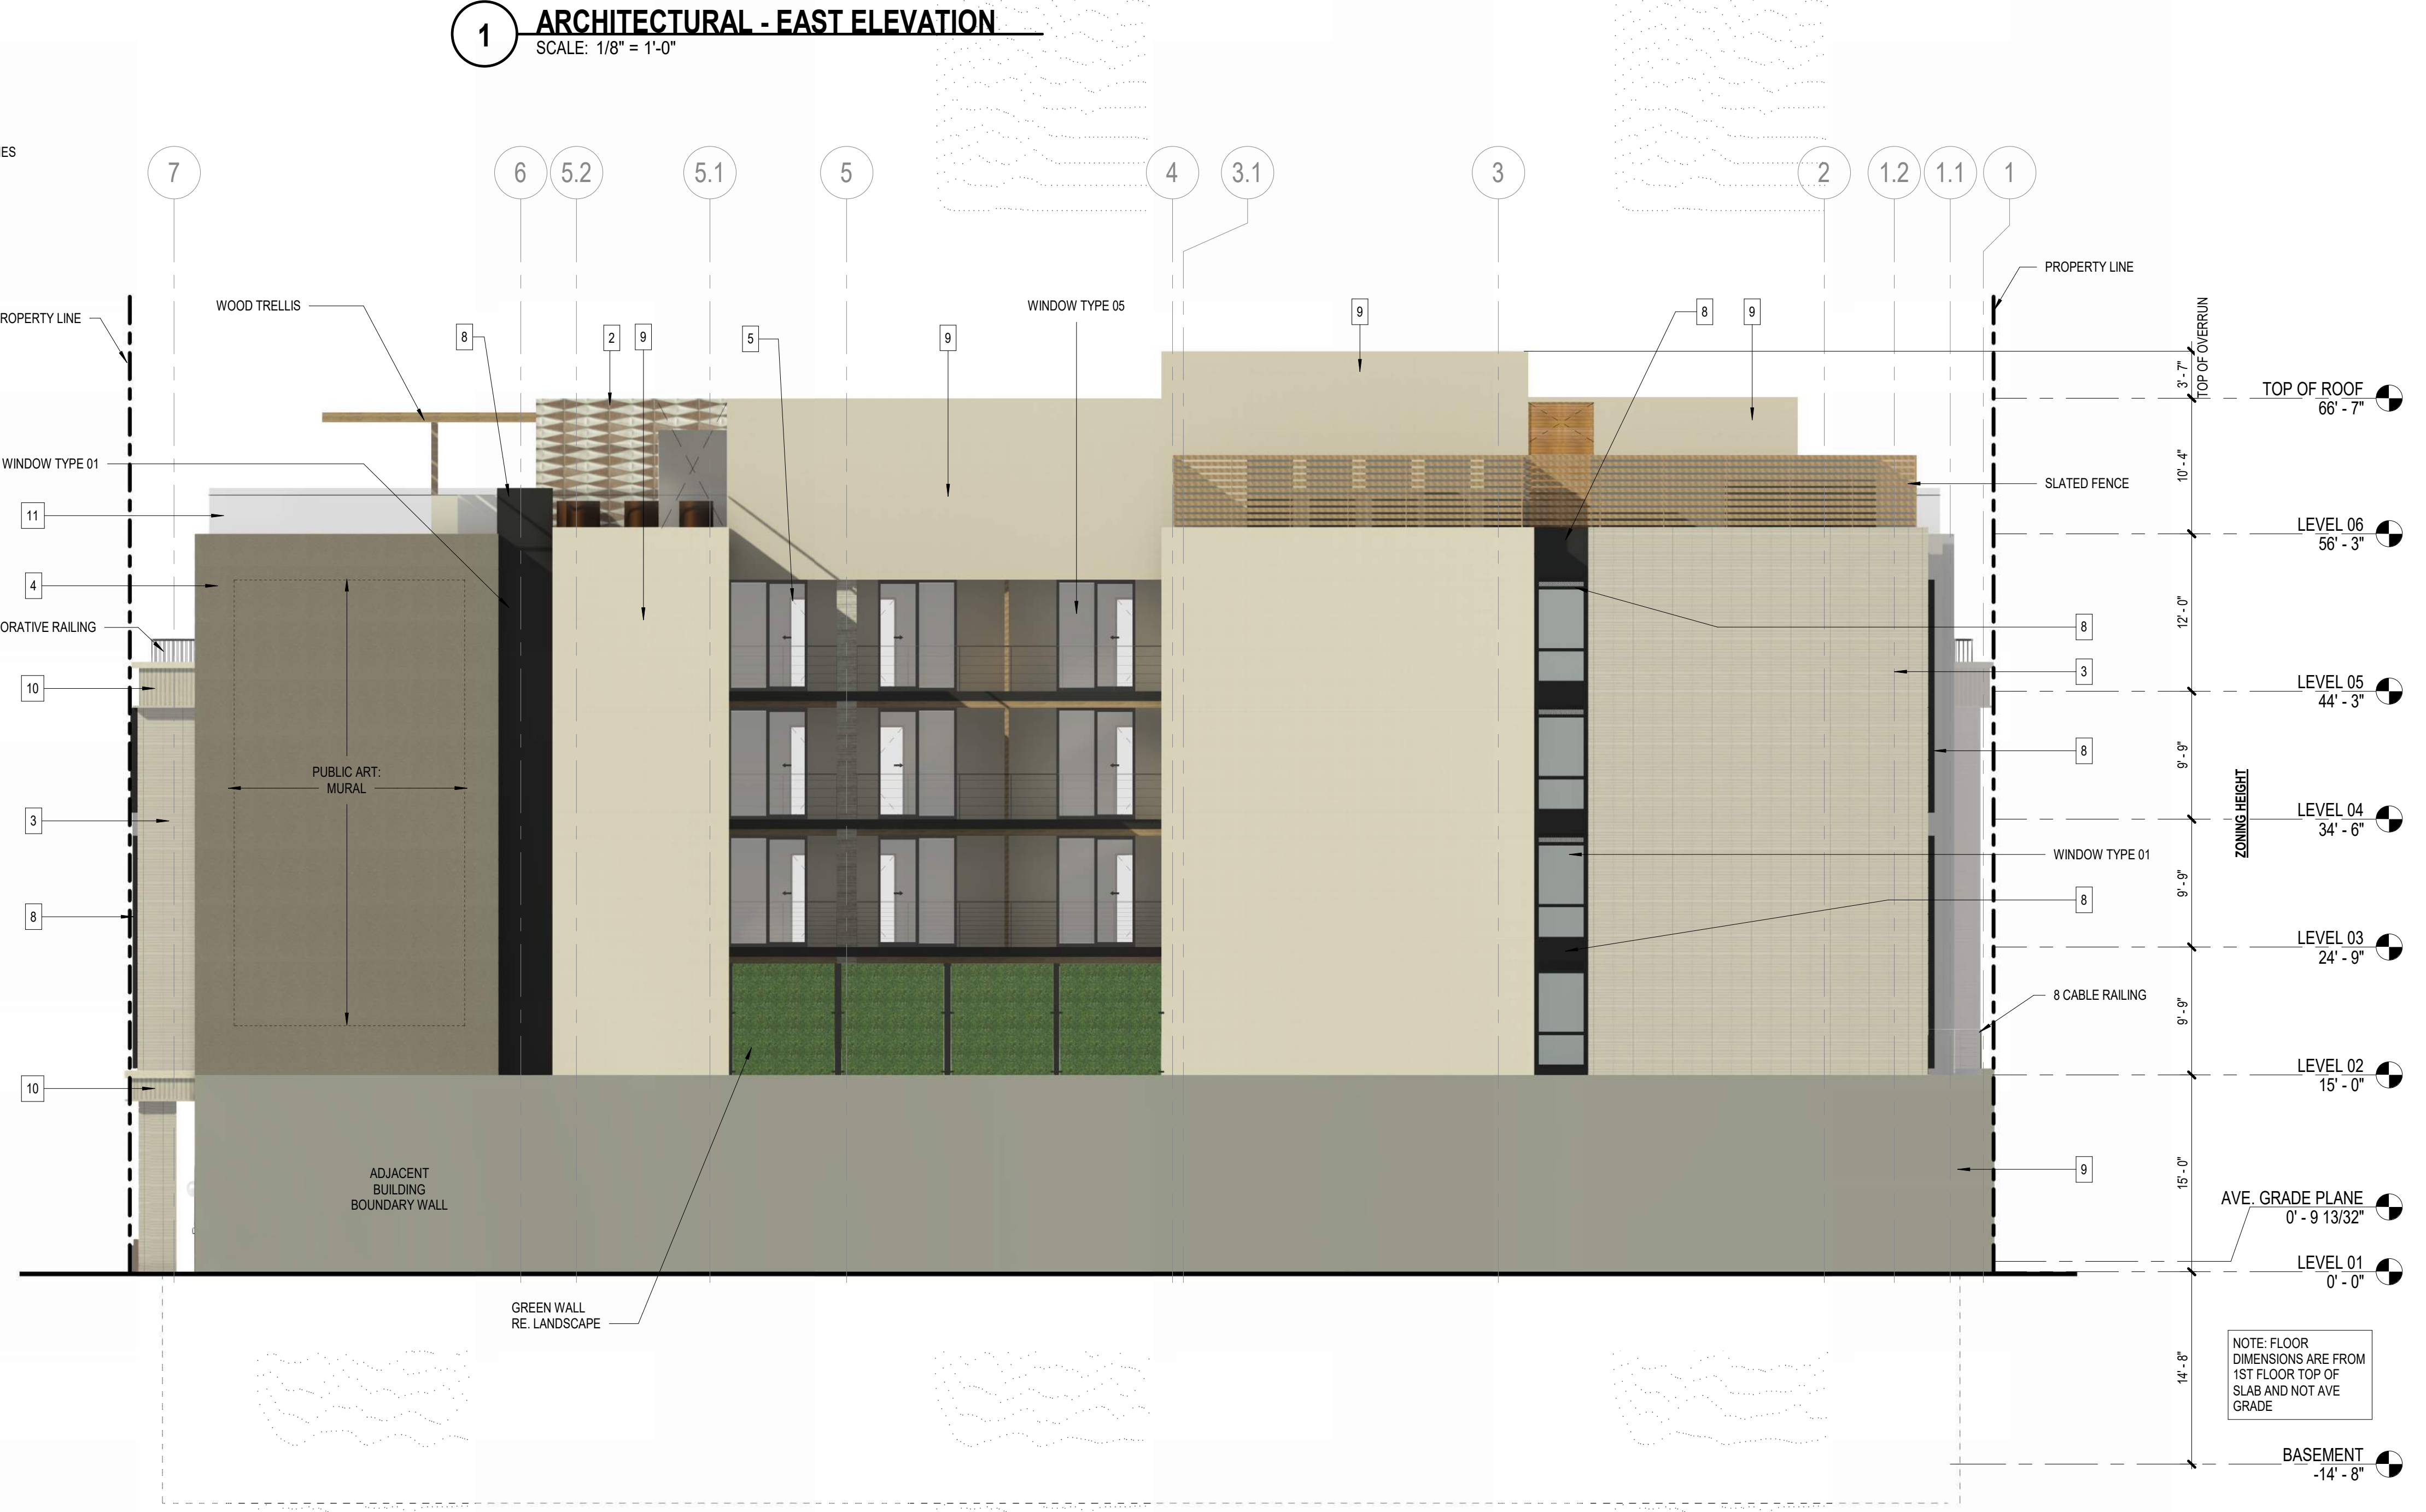 1
ARCHITECTURAL - EAST ELEVATION
SCALE: 1/8" = 1'-0"
7
6
5.2
5.1
5
4
3.1
3
2
1.2
1.1
1
PROPERTY LINE
WOOD TRELLIS
WINDOW TYPE 05
9
8
9
ROPERTY LINE
8
2
9
5
9
TOP OF OVERRUN
3' - 7"
TOP OF ROOF
66' - 7"
WINDOW TYPE 01
10' - 4"
SLATED FENCE
11
LEVEL 06
56' - 3"
4
12' - 0"
ORATIVE RAILING
8
3
10
LEVEL 05
44' - 3"
9' - 9"
8
PUBLIC ART:
MURAL
ZONING HEIGHT
3
LEVEL 04
34' - 6"
WINDOW TYPE 01
9' - 9"
8
8
LEVEL 03
24' - 9"
8 CABLE RAILING
9' - 9"
LEVEL 02
15' - 0"
10
ADJACENT
BUILDING
BOUNDARY WALL
9
15' - 0"
AVE. GRADE PLANE
0' - 9 13/32"
LEVEL 01
0' - 0"
GREEN WALL
RE. LANDSCAPE
14' - 8"
NOTE: FLOOR
DIMENSIONS ARE FROM
1ST FLOOR TOP OF
SLAB AND NOT AVE
GRADE
BASEMENT
-14' - 8"